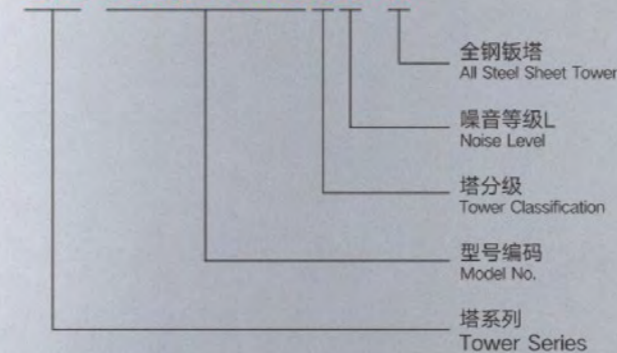 全钢钣塔
All Steel Sheet Tower
噪音等级L
Noise Level
塔分级
Tower Classification
型号编码
Model No.
塔系列
Tower Series